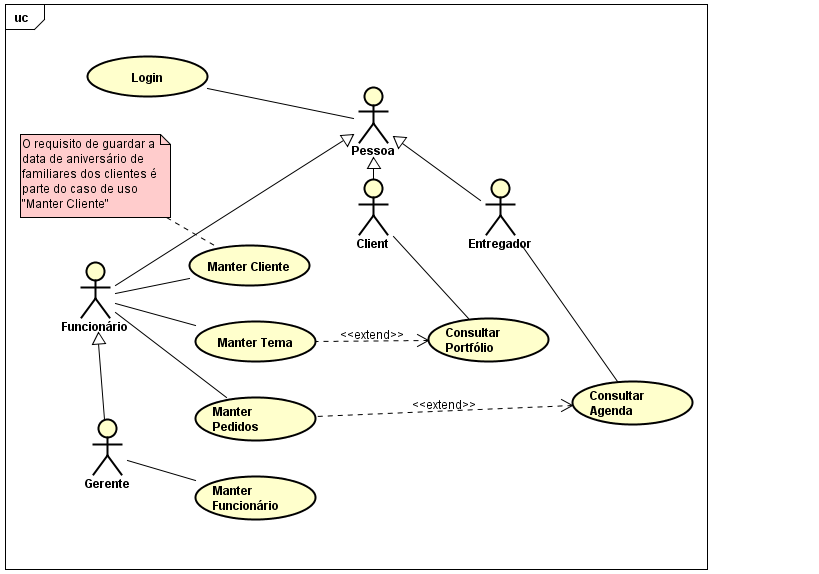 uc
Login
Pessoa
O requisito de guardar a
data de aniversário de
familiares dos clientes é
parte do caso de uso
"Manter Cliente"
Client
Entregador
Manter Cliente
Funcionário
Manter Tema
<<extend>>
Consultar
Portfólio
Manter
Pedidos
<<extend>>
Consultar
Agenda
Gerente
Manter
Funcionário